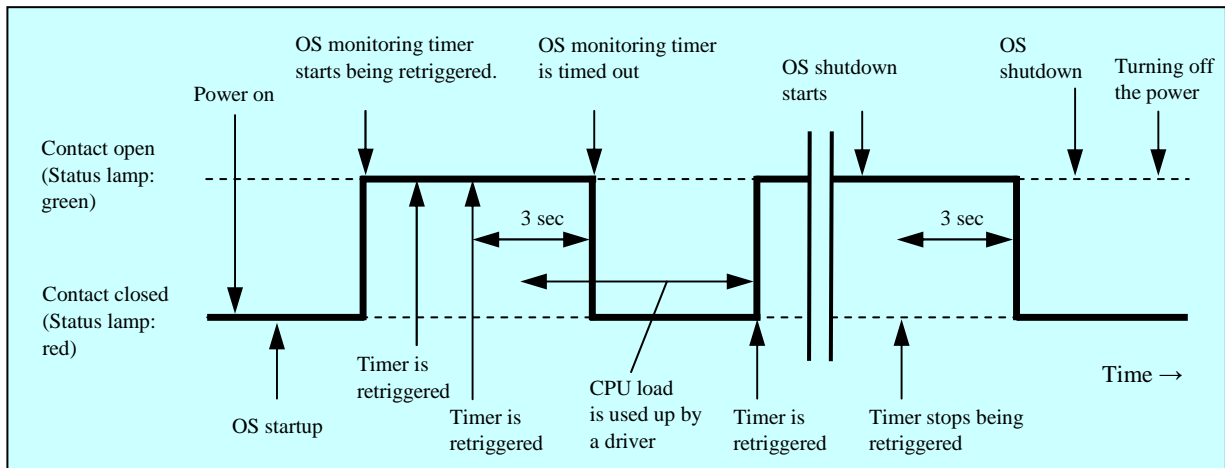 OS monitoring timer
starts being retriggered.
OS monitoring timer
is timed out
OS
shutdown
Turning off
the power
OS shutdown
starts
Power on
Contact open
(Status lamp:
green)
3 sec
3 sec
Contact closed
(Status lamp:
red)
Timer is
retriggered
OS startup
Timer is
retriggered
CPU load
is used up by
a driver
Timer is
retriggered
Timer stops being
retriggered
Time →